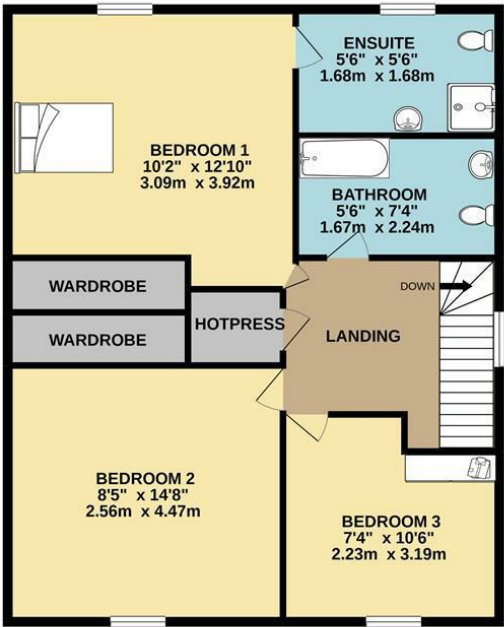 ENSUITE
5'6" x 5'6"
1.68m x 1.68m
BEDROOM 1
10'2" x 12'10"
3.09m x 3.92m
BATHROOM
5'6" x 7'4"
1.67m x 2.24m
WARDROBE
DOWN
HOTPRESS
LANDING
WARDROBE
BEDROOM 2
8'5" x 14'8"
2.56m x 4.47m
BEDROOM 3
7'4" x 10'6"
2.23m x 3.19m